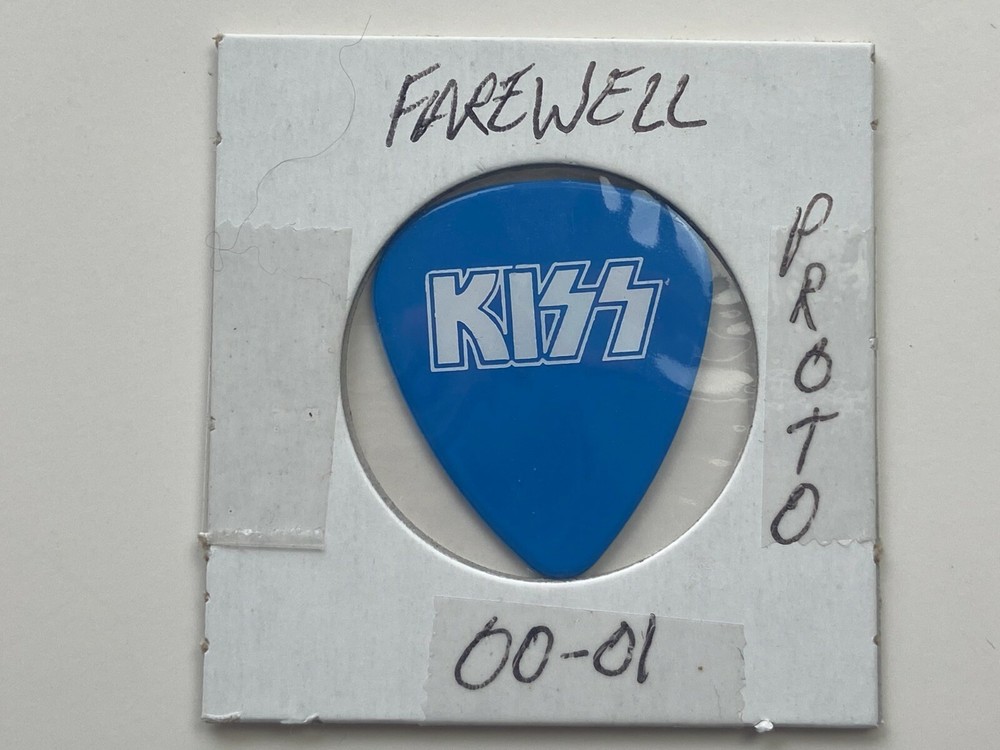 FAREWELL
KISS
PROTO
00-01